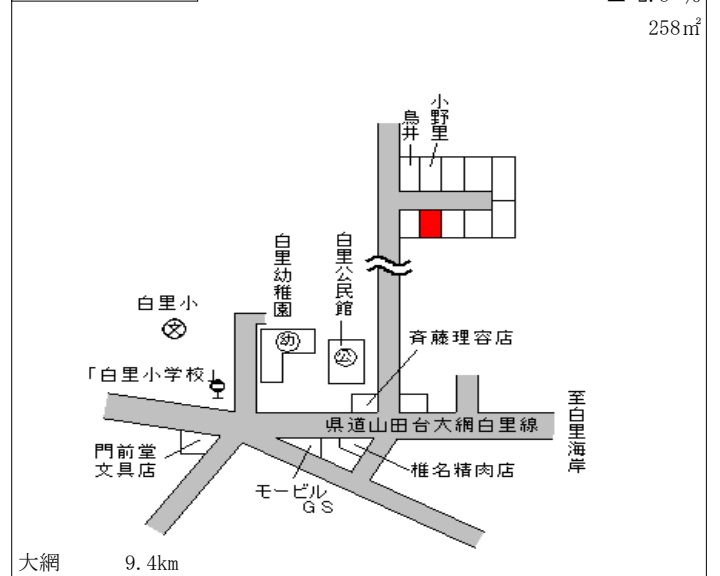 258㎡
小野里
鳥井
白里幼稚園
白里公民館
白里小
文
幼
公
斉藤理容店
「白里小学校」
県道山田台大網白里線
至白里海岸
門前堂
文具店
モービル
GS
椎名精肉店
大網 9.4km